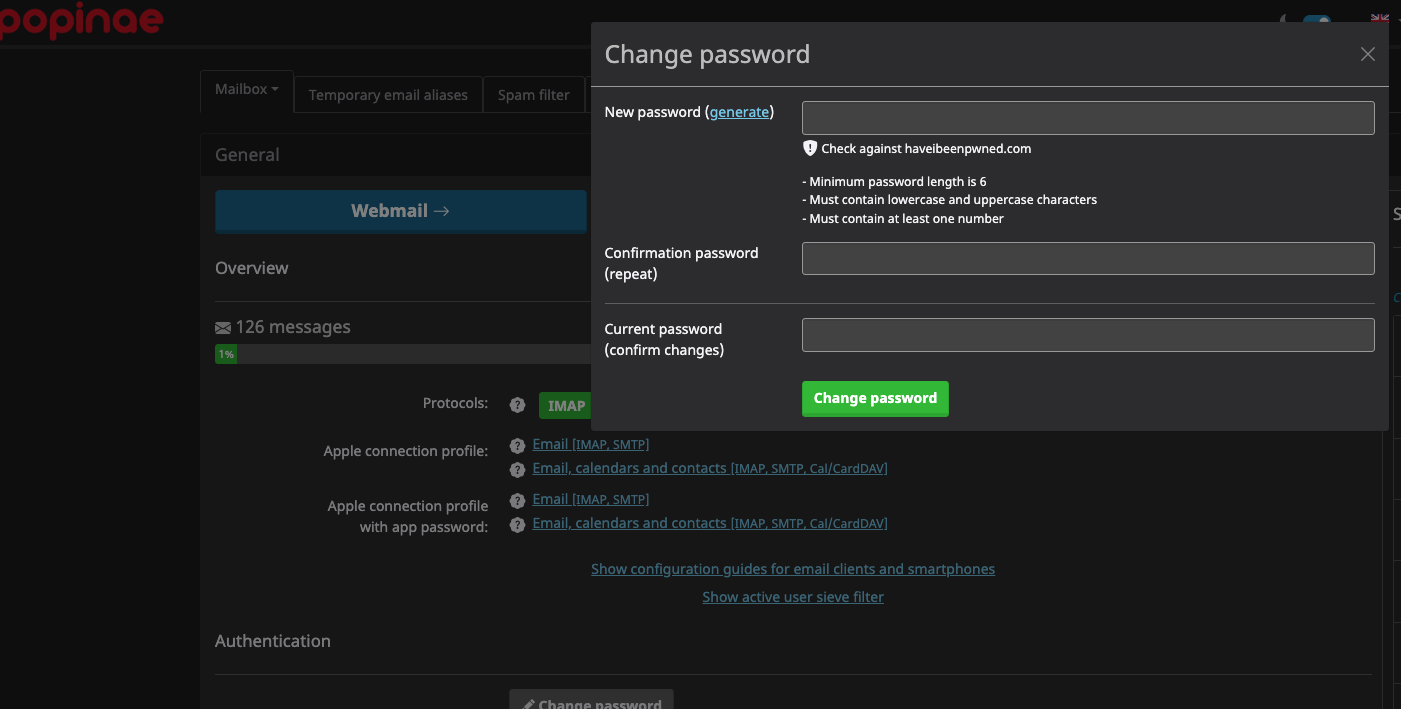 popinae
Change password
Mailbox
Temporary email aliases
Spam filter
New password (generate)
Check against haveibeenpwned.com
- Minimum password length is 6
- Must contain lowercase and uppercase characters
- Must contain at least one number
General
Webmail →
Confirmation password
(repeat)
Overview
126 messages
1%
Current password
(confirm changes)
Change password
Protocols:
IMAP
Apple connection profile:
Email [IMAP, SMTP]
Email, calendars and contacts [IMAP, SMTP, Cal/CardDAV]
Apple connection profile
with app password:
Email [IMAP, SMTP]
Email, calendars and contacts [IMAP, SMTP, Cal/CardDAV]
Show configuration guides for email clients and smartphones
Show active user sieve filter
Authentication
Change password